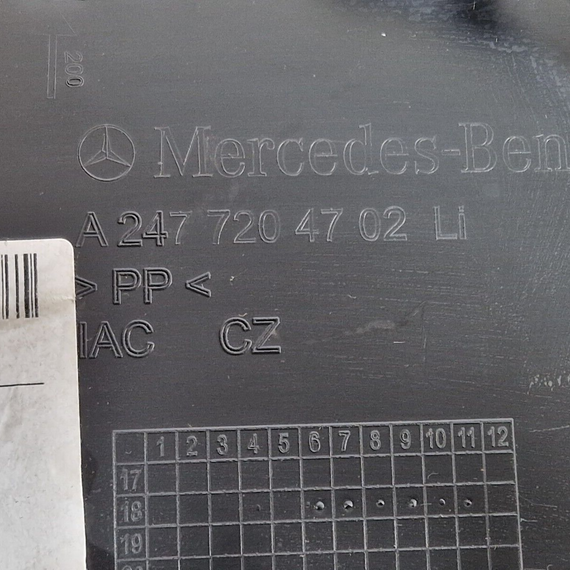 200
Mercedes-Ben
A 247 720 47 02 Li
> PP <
IAC CZ
1 2 3 4 5 6 7 8 9 10 11 12
17
18
19